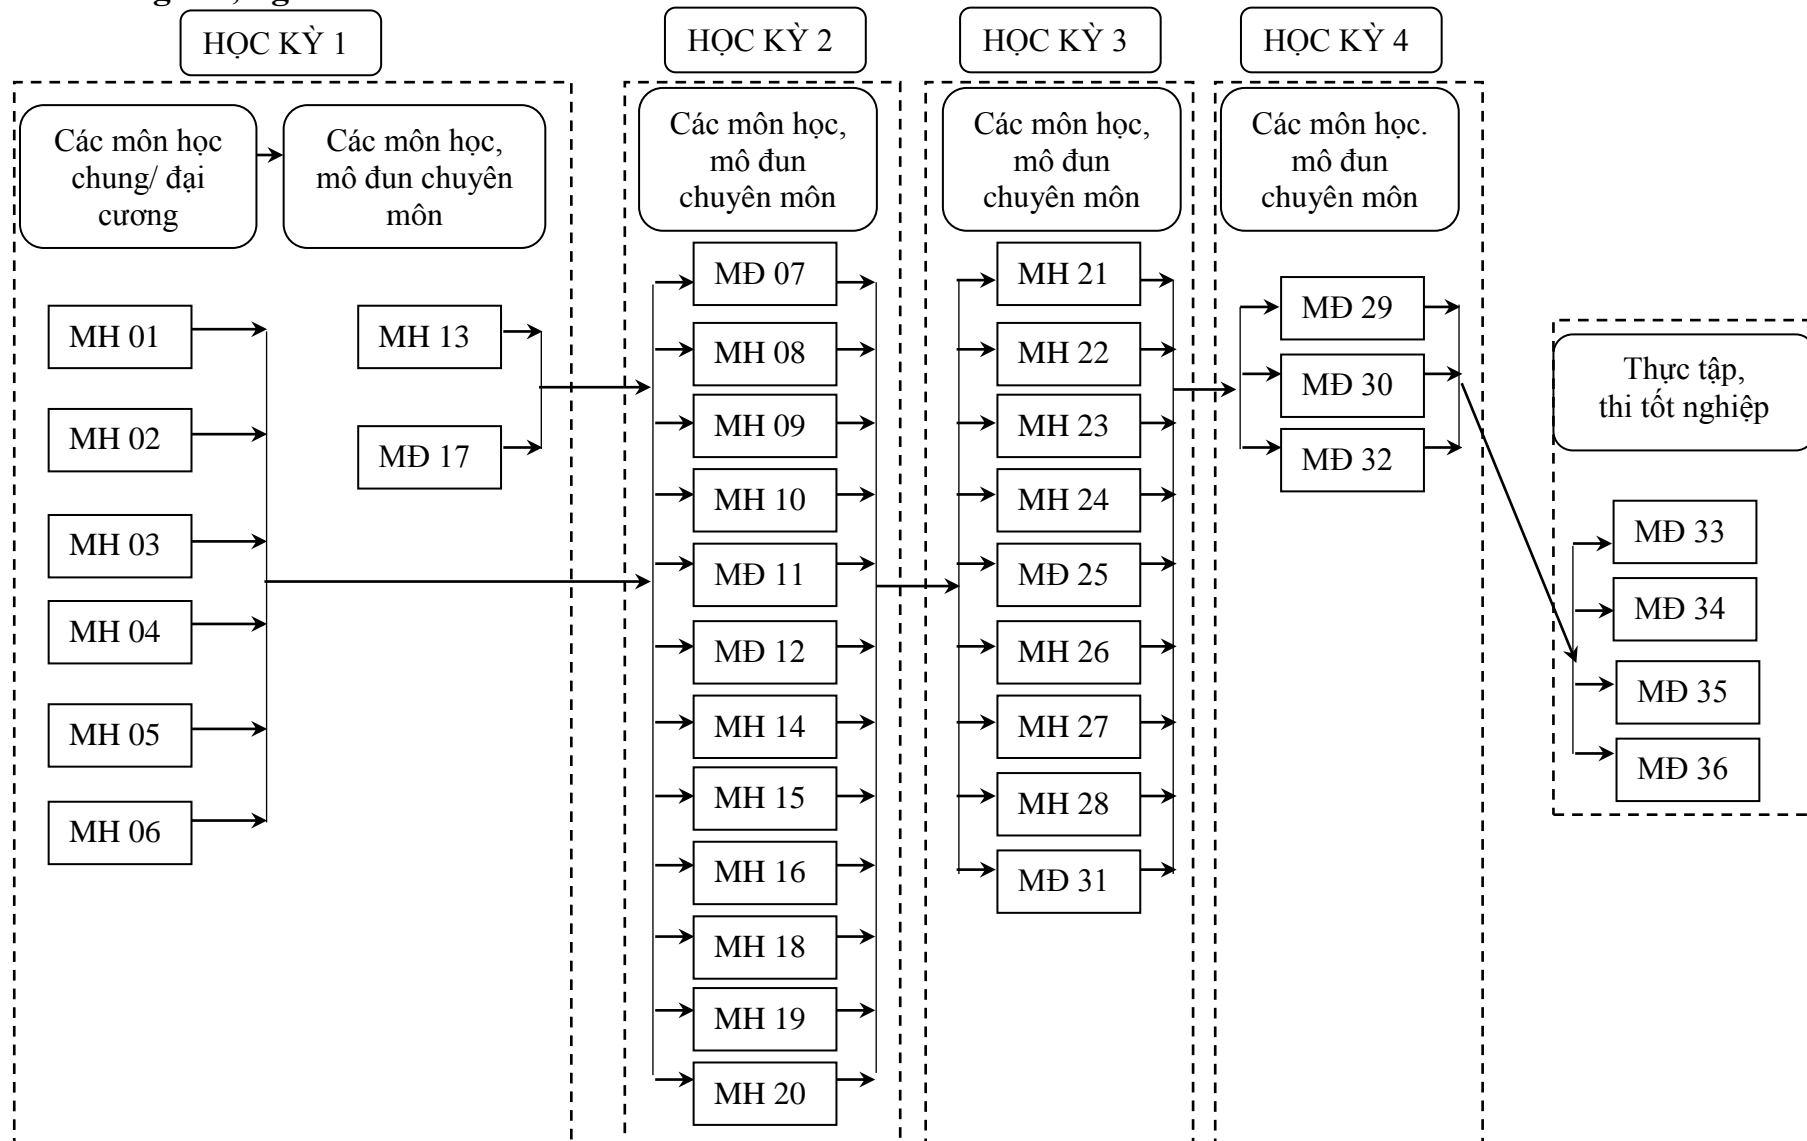 HỌC KỲ 1
HỌC KỲ 2
HỌC KỲ 3
HỌC KỲ 4
Các môn học
chung/ đại
cương
Các môn học,
mô đun chuyên
môn
Các môn học,
mô đun
chuyên môn
Các môn học,
mô đun
chuyên môn
Các môn học.
mô đun
chuyên môn
MH 01
MH 02
MH 03
MH 04
MH 05
MH 06
MH 13
MĐ 17
MĐ 07
MH 08
MH 09
MH 10
MĐ 11
MĐ 12
MH 14
MH 15
MH 16
MH 18
MH 19
MH 20
MH 21
MH 22
MH 23
MH 24
MĐ 25
MH 26
MH 27
MH 28
MĐ 31
MĐ 29
MĐ 30
MĐ 32
Thực tập,
thi tốt nghiệp
MĐ 33
MĐ 34
MĐ 35
MĐ 36